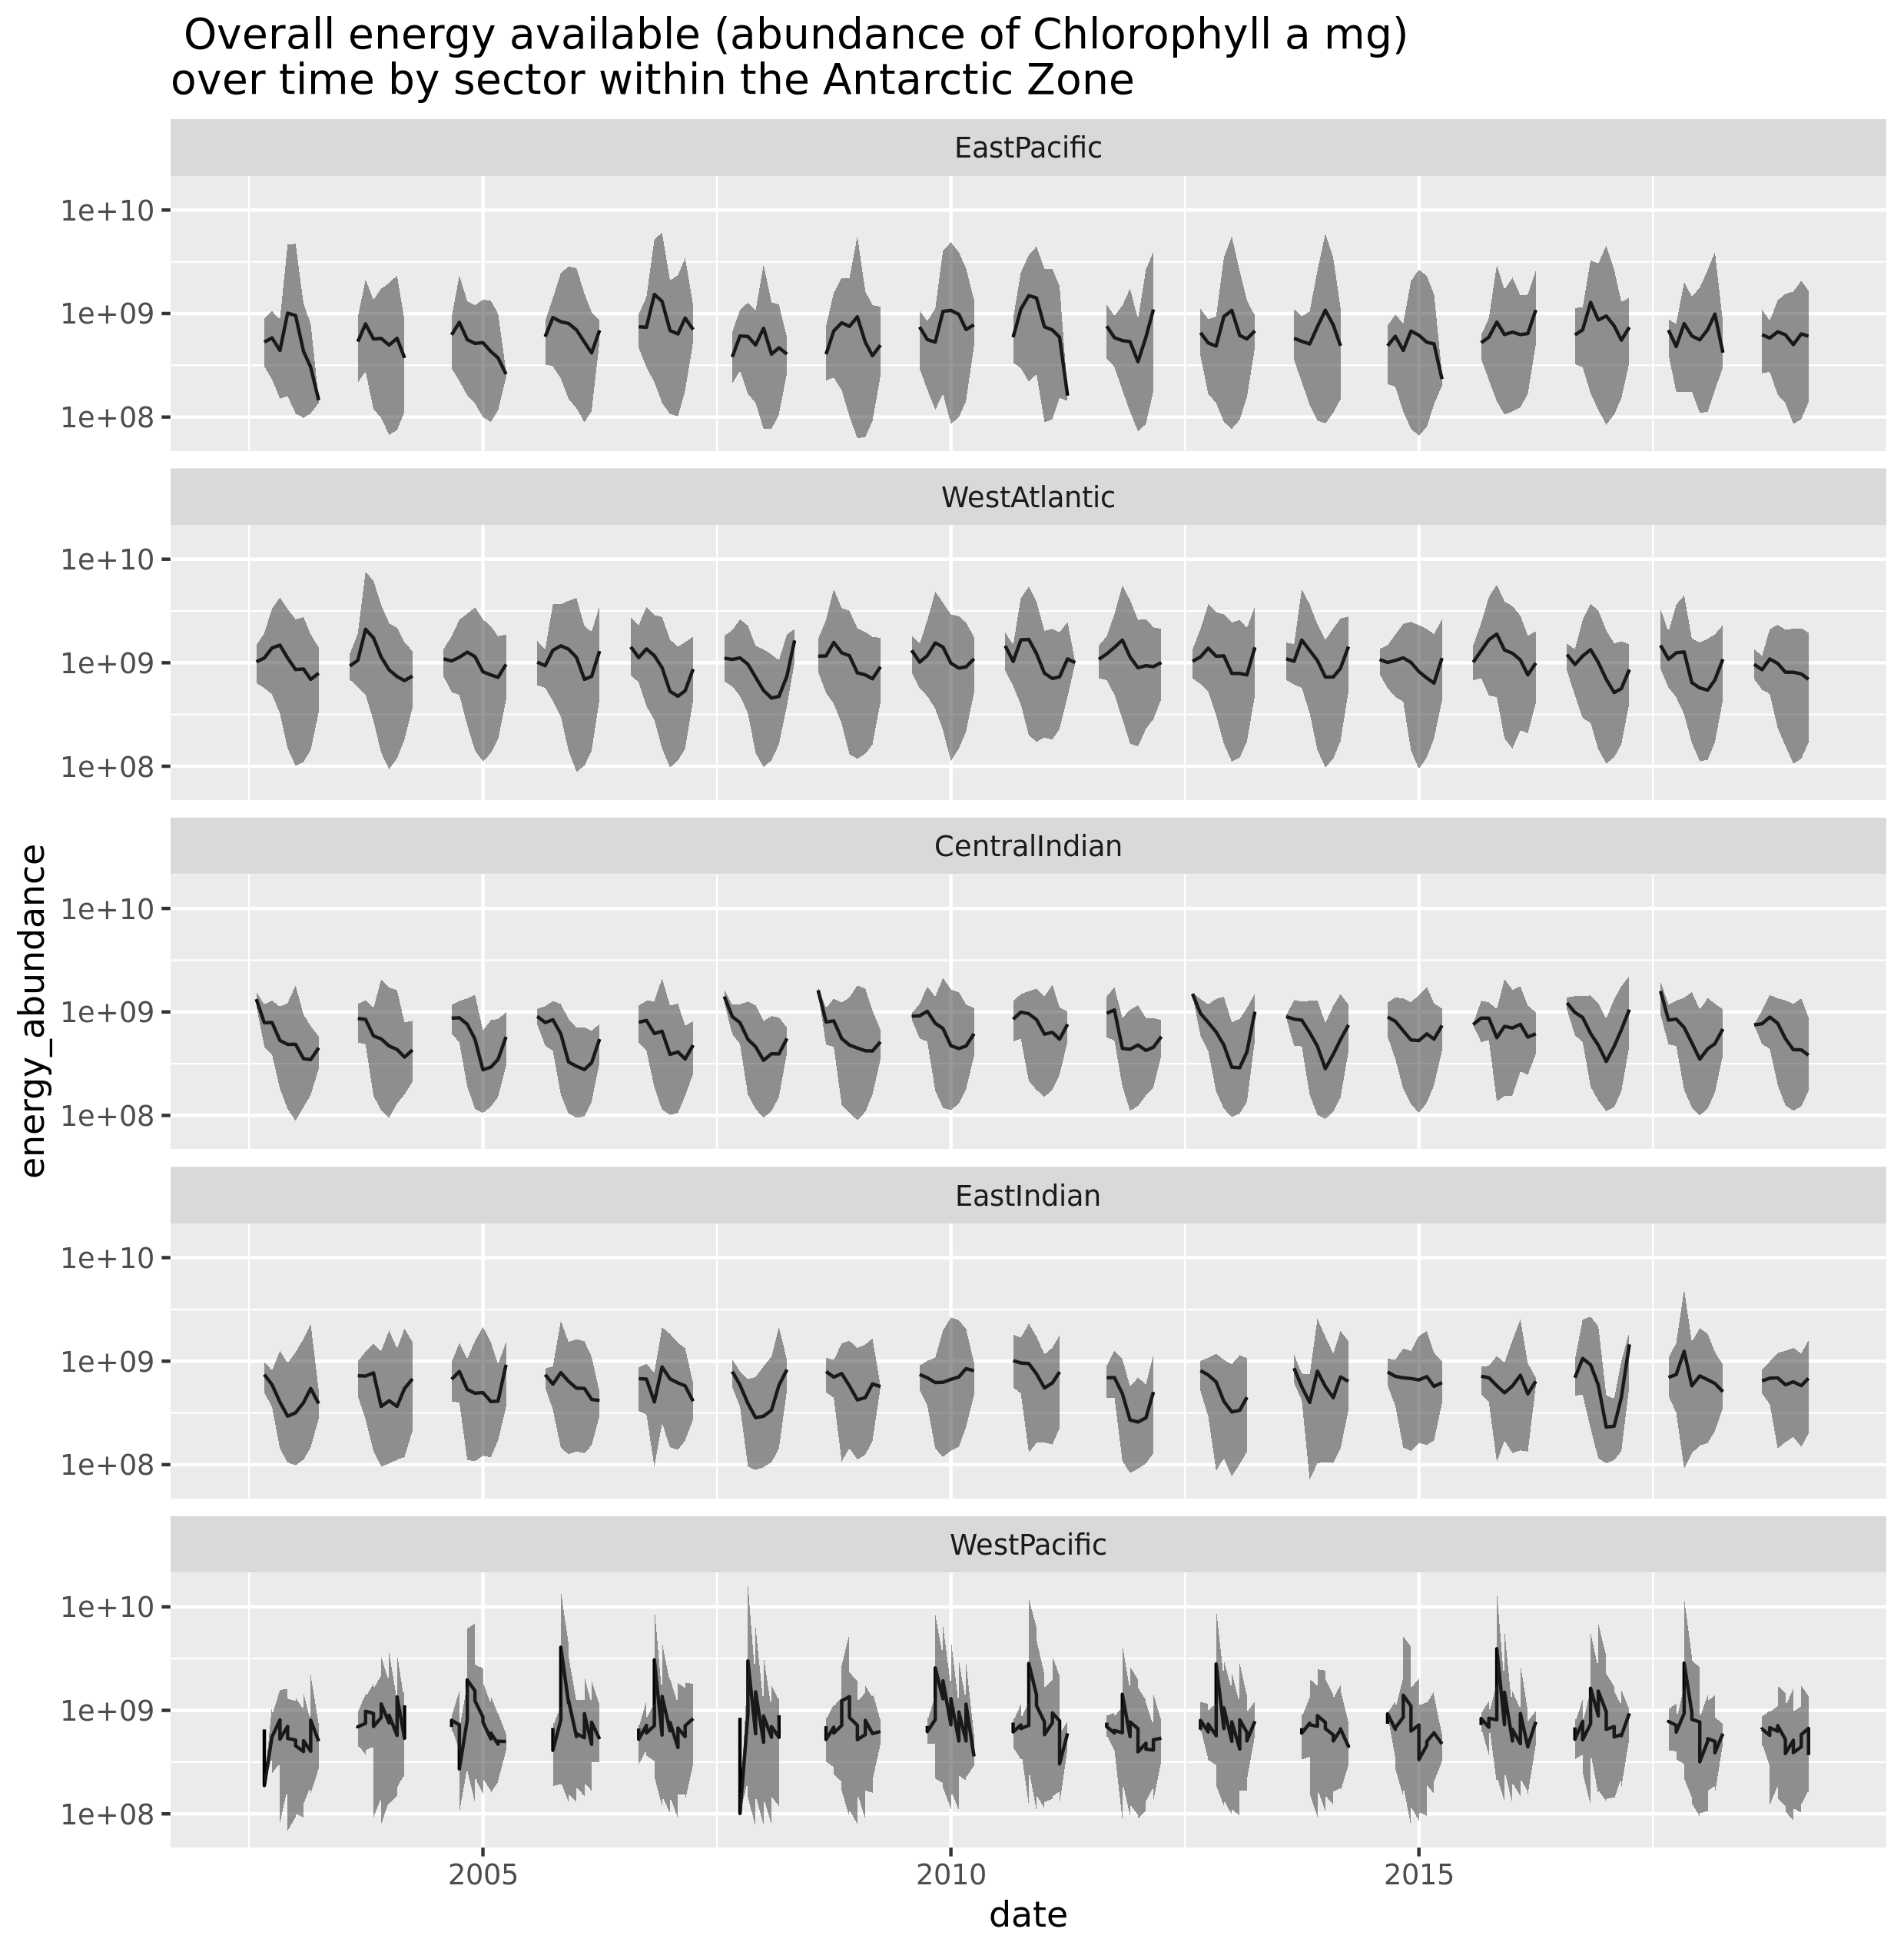 Overall energy available (abundance of Chlorophyll a mg)
over time by sector within the Antarctic Zone
EastPacific
1e+10
1e+09
1e+08
WestAtlantic
1e+10
1e+09
1e+08
CentralIndian
1e+10
1e+09
1e+08
EastIndian
1e+10
1e+09
1e+08
WestPacific
1e+10
1e+09
1e+08
energy_abundance
2005 2010 2015
date